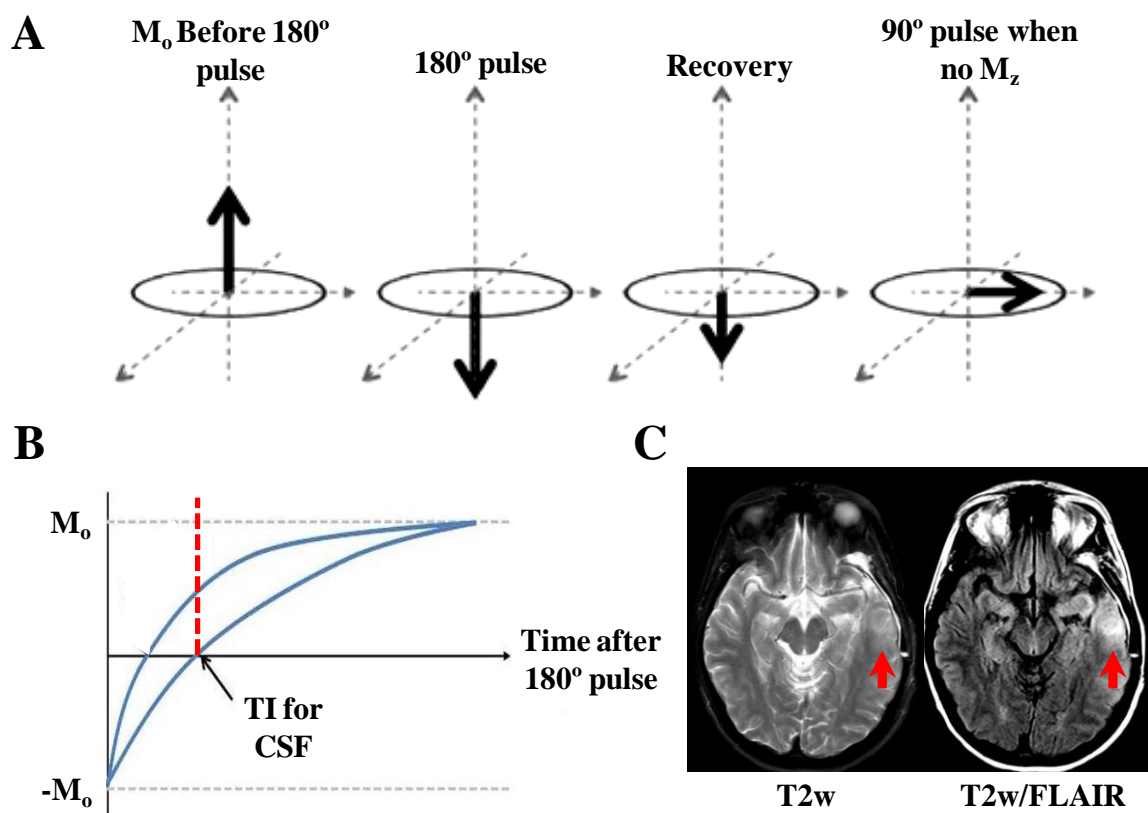 A
Mo Before 180º
pulse
180º pulse
Recovery
90º pulse when
no Mz
B
Mo
-Mo
TI for
CSF
Time after
180º pulse
C
T2w
T2w/FLAIR